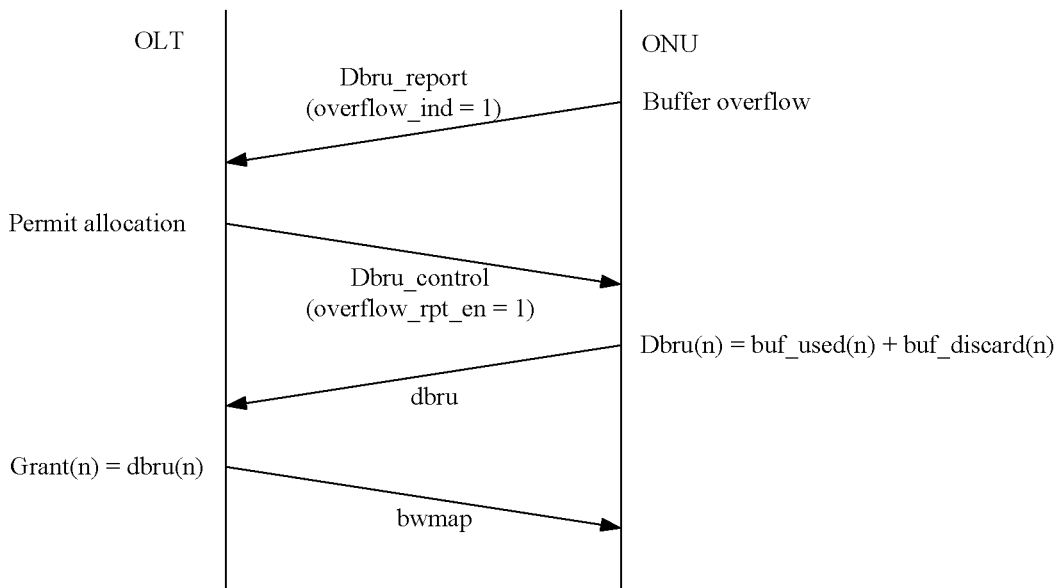 OLT
ONU
Dbru_report
(overflow_ind = 1)
Buffer overflow
Permit allocation
Dbru_control
(overflow_rpt_en = 1)
Dbru(n) = buf_used(n) + buf_discard(n)
dbru
Grant(n) = dbru(n)
bwmap